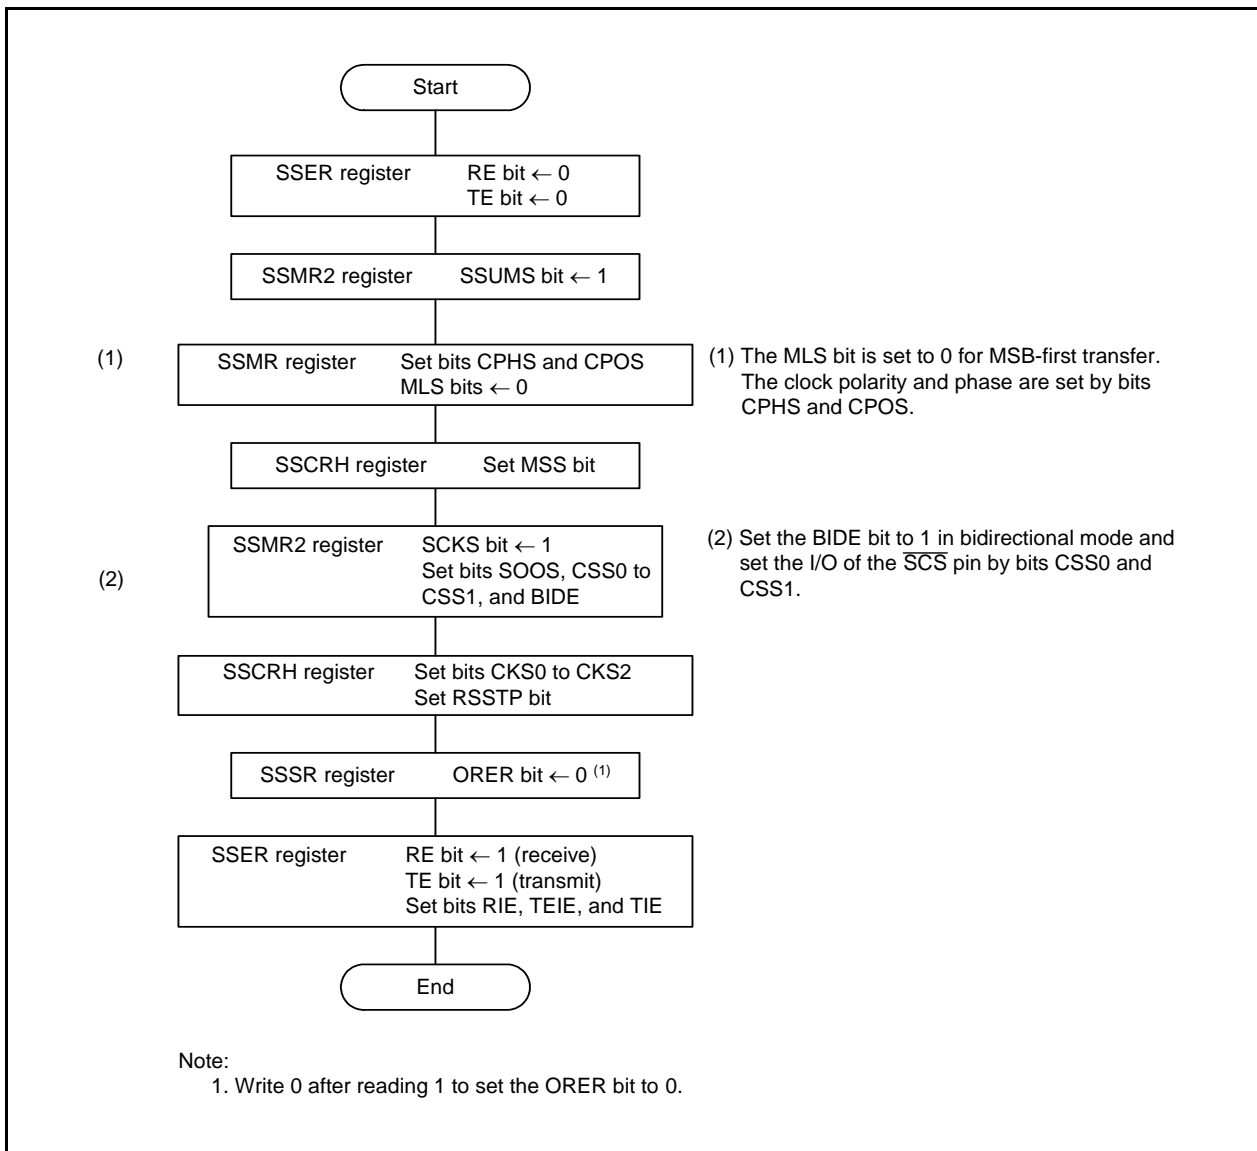 Start
SSER register RE bit ← 0
TE bit ← 0
SSMR2 register SSUMS bit ← 1
(1)
SSMR register Set bits CPHS and CPOS
MLS bits ← 0
(1) The MLS bit is set to 0 for MSB-first transfer.
The clock polarity and phase are set by bits
CPHS and CPOS.
SSCRH register Set MSS bit
(2)
SSMR2 register SCKS bit ← 1
Set bits SOOS, CSS0 to
CSS1, and BIDE
(2) Set the BIDE bit to 1 in bidirectional mode and
set the I/O of the S̅C̅S̅ pin by bits CSS0 and
CSS1.
SSCRH register Set bits CKS0 to CKS2
Set RSSTP bit
SSSR register ORER bit ← 0 (1)
SSER register RE bit ← 1 (receive)
TE bit ← 1 (transmit)
Set bits RIE, TEIE, and TIE
End
Note:
1. Write 0 after reading 1 to set the ORER bit to 0.